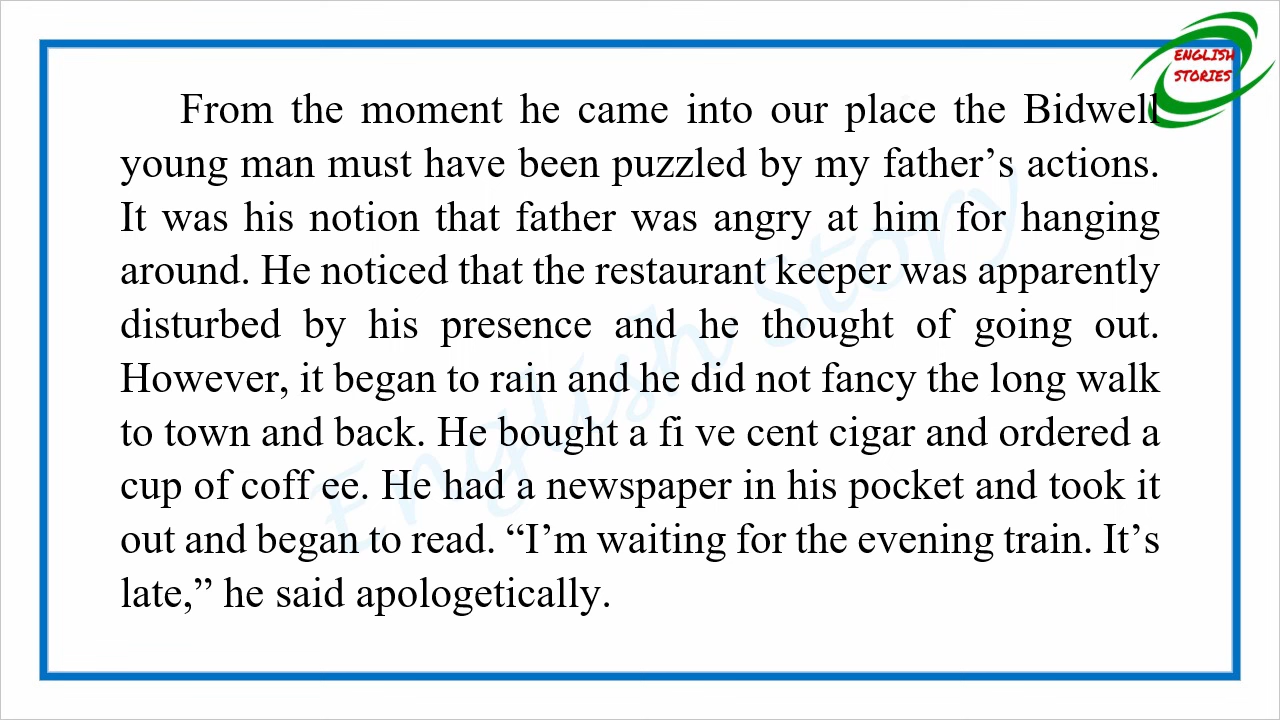 ENGLISH
STORIES
From the moment he came into our place the Bidwell
young man must have been puzzled by my father’s actions.
It was his notion that father was angry at him for hanging
around. He noticed that the restaurant keeper was apparently
disturbed by his presence and he thought of going out.
However, it began to rain and he did not fancy the long walk
to town and back. He bought a fi ve cent cigar and ordered a
cup of coff ee. He had a newspaper in his pocket and took it
out and began to read. “I’m waiting for the evening train. It’s
late,” he said apologetically.
English Story